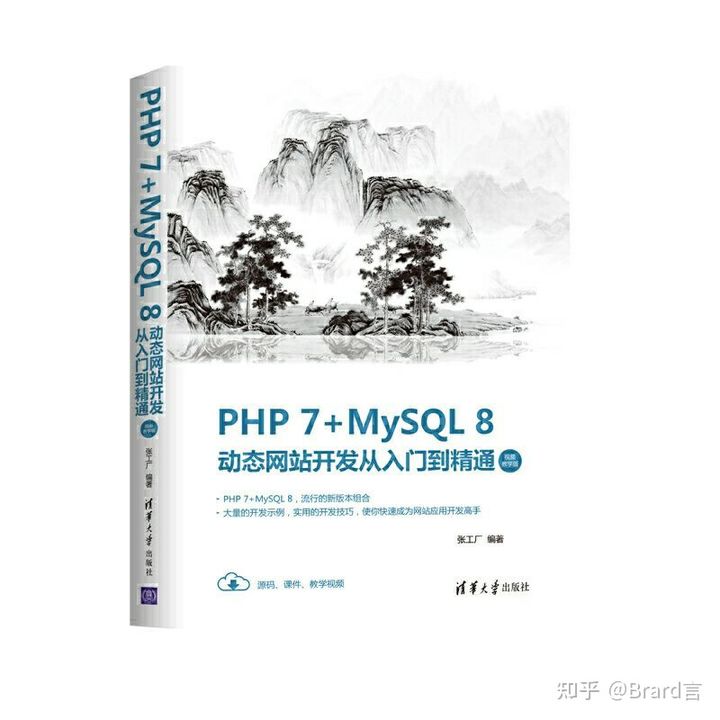 PHP 7+MySQL 8
动态网站开发
从入门到精通
视频
教学版
张工厂 编著
清华大学出版社
PHP 7+MySQL 8
动态网站开发从入门到精通
视频
教学版
· PHP 7+MySQL 8，流行的新版本组合
· 大量的开发示例，实用的开发技巧，使你快速成为网站应用开发高手
张工厂 编著
源码、课件、教学视频
清华大学出版社
知乎 @Brard言